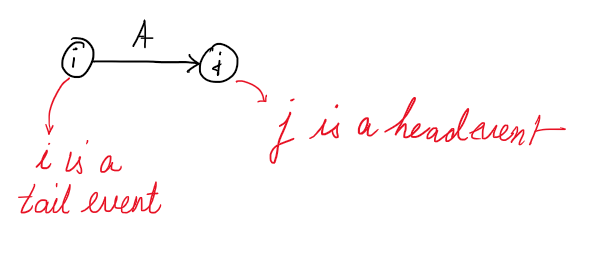 A
i
j
j is a head event
i is a
tail event